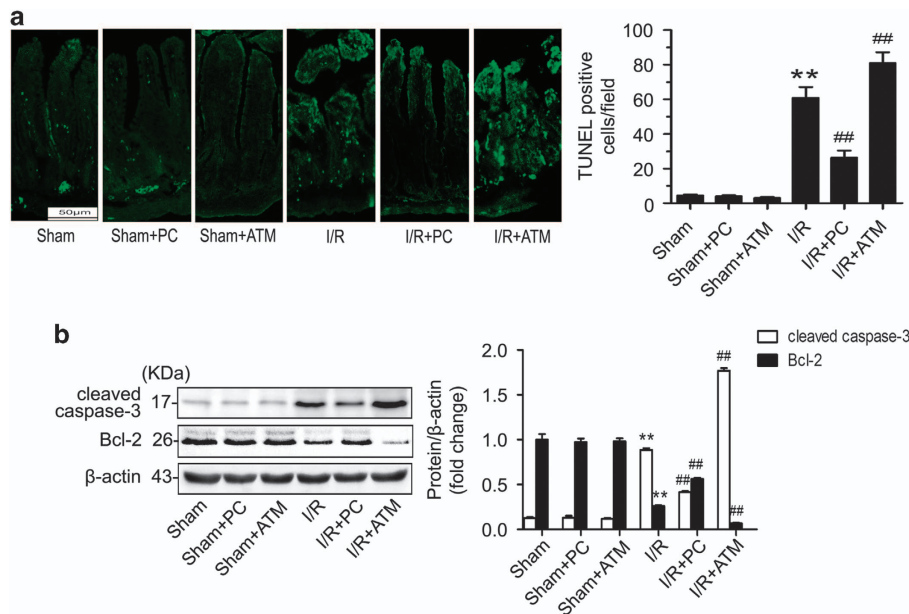 a
50μm
Sham
Sham+PC
Sham+ATM
I/R
I/R+PC
I/R+ATM
TUNEL positive
cells/field
100
80
60
40
20
0
**
##
##
Sham
Sham+PC
Sham+ATM
I/R
I/R+PC
I/R+ATM
b
(KDa)
cleaved
caspase-3
17
Bcl-2
26
β-actin
43
Sham
Sham+PC
Sham+ATM
I/R
I/R+PC
I/R+ATM
cleaved caspase-3
Bcl-2
Protein/β-actin
(fold change)
2.0
1.5
1.0
0.5
0.0
**
**
##
##
##
##
Sham
Sham+PC
Sham+ATM
I/R
I/R+PC
I/R+ATM